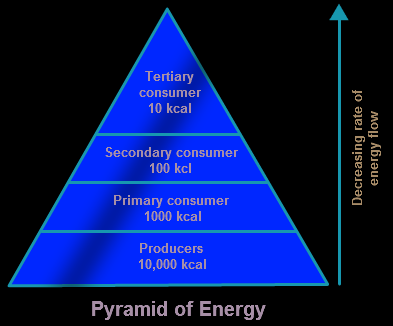 Tertiary
consumer
10 kcal
Secondary consumer
100 kcl
Primary consumer
1000 kcal
Producers
10,000 kcal
Decreasing rate of
energy flow
Pyramid of Energy